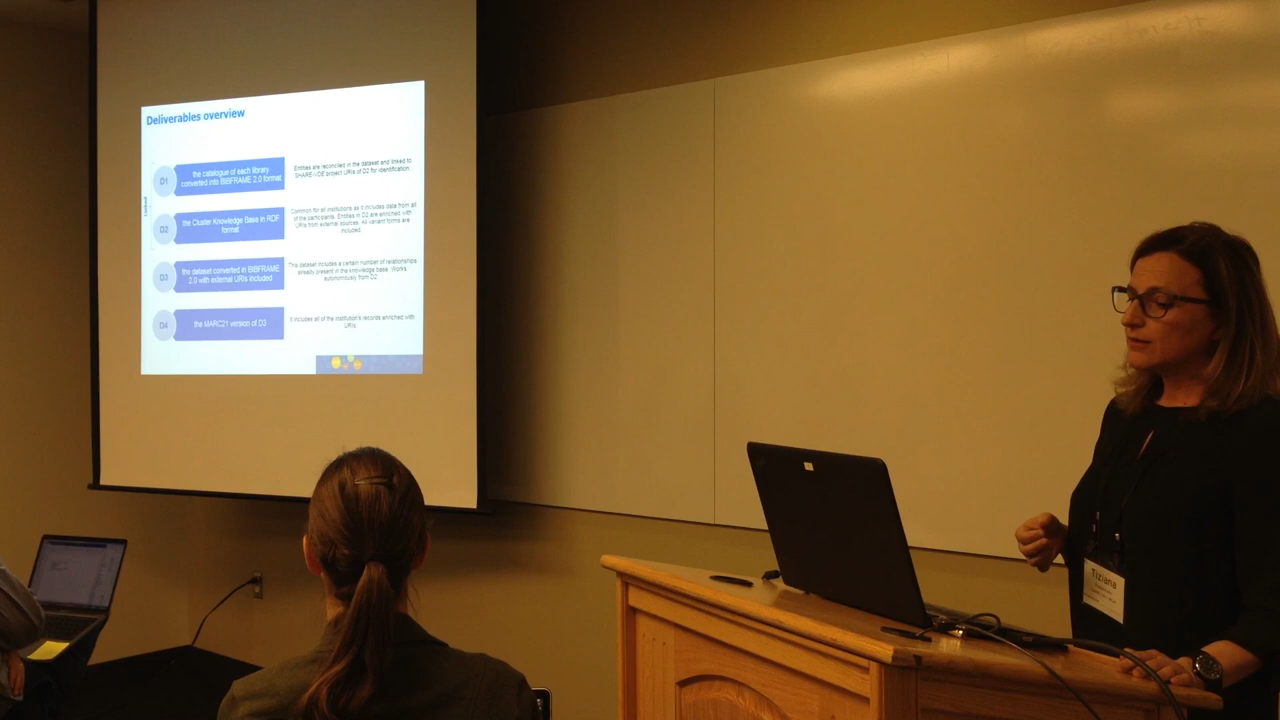 Deliverables overview
D1
the catalogue of each library
converted into BIBFRAME 2.0 format
Entities are reconciled in the dataset and linked to
SHARE-VDE project URIs of D2 for identification.
D2
the Cluster Knowledge Base in RDF
format
Common for all institutions as it includes data from all
of the participants. Entities in D2 are enriched with
URIs from external sources. All variant forms are
included.
D3
the dataset converted in BIBFRAME
2.0 with external URIs included
This dataset includes a certain number of relationships
already present in the knowledge base. Works
autonomously from D2.
D4
the MARC21 version of D3
It includes all of the institution's records enriched with
URIs.
Tiziana